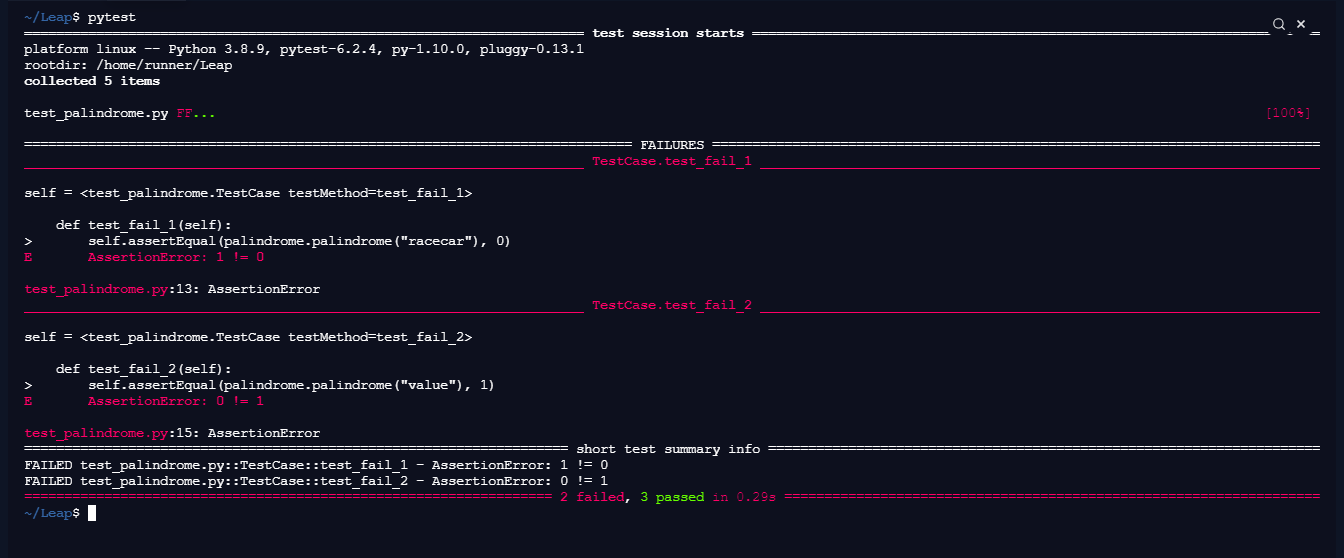 ~/Leap$ pytest
====================================================================== test session starts ======================================================================
platform linux -- Python 3.8.9, pytest-6.2.4, py-1.10.0, pluggy-0.13.1
rootdir: /home/runner/Leap
collected 5 items
test_palindrome.py FF... [100%]
============================================================================ FAILURES ============================================================================
______________________________________________________________________ TestCase.test_fail_1 ______________________________________________________________________
self = <test_palindrome.TestCase testMethod=test_fail_1>
    def test_fail_1(self):
>       self.assertEqual(palindrome.palindrome("racecar"), 0)
E       AssertionError: 1 != 0
test_palindrome.py:13: AssertionError
______________________________________________________________________ TestCase.test_fail_2 ______________________________________________________________________
self = <test_palindrome.TestCase testMethod=test_fail_2>
    def test_fail_2(self):
>       self.assertEqual(palindrome.palindrome("value"), 1)
E       AssertionError: 0 != 1
test_palindrome.py:15: AssertionError
==================================================================== short test summary info =====================================================================
FAILED test_palindrome.py::TestCase::test_fail_1 - AssertionError: 1 != 0
FAILED test_palindrome.py::TestCase::test_fail_2 - AssertionError: 0 != 1
================================================================== 2 failed, 3 passed in 0.29s ===================================================================
~/Leap$